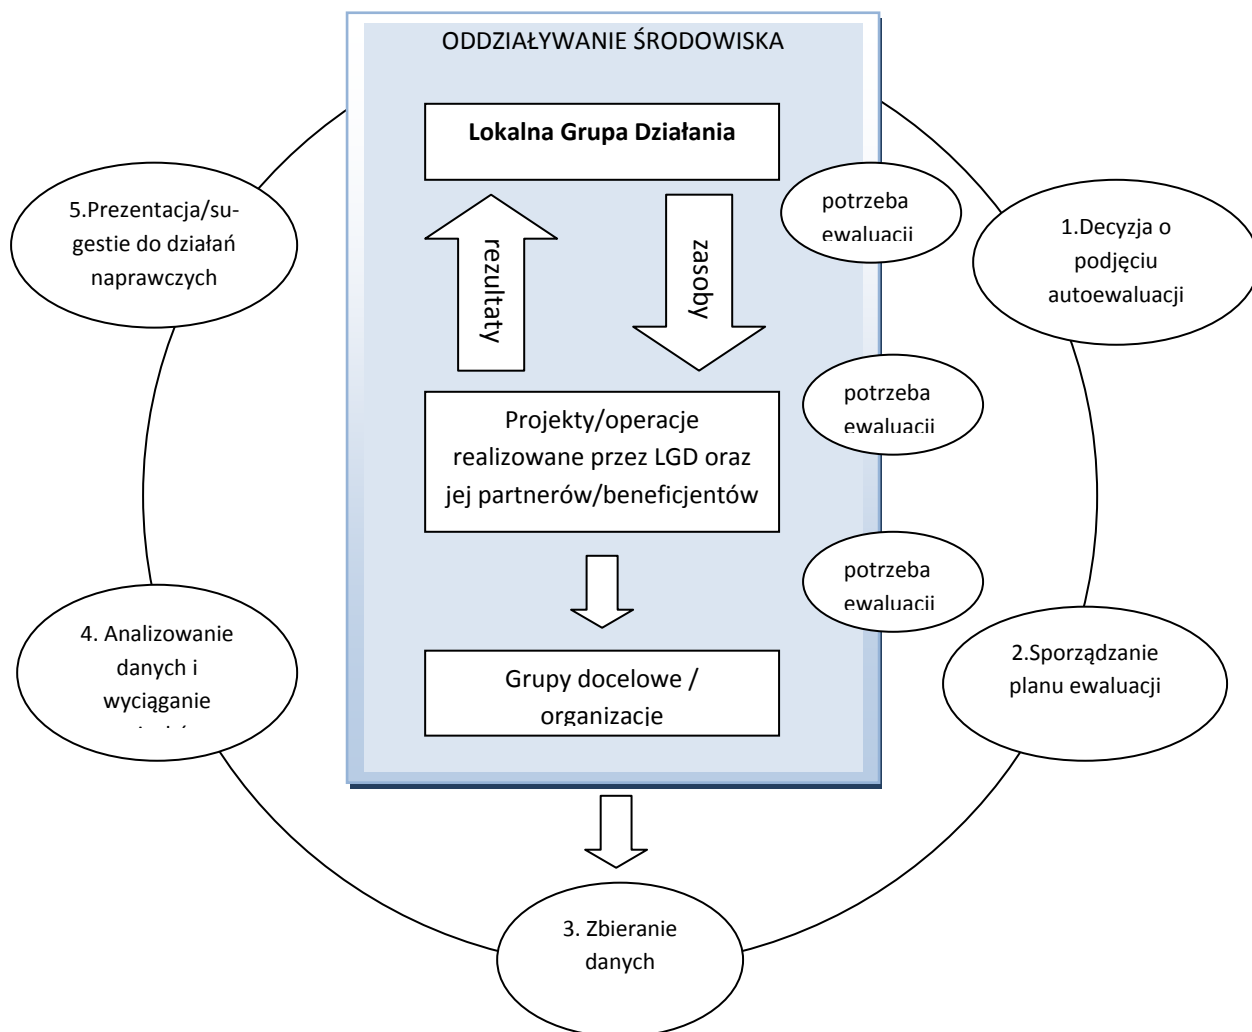 ODDZIAŁYWANIE ŚRODOWISKA
Lokalna Grupa Działania
rezultaty
zasoby
Projekty/operacje
realizowane przez LGD oraz
jej partnerów/beneficjentów
Grupy docelowe /
organizacje
potrzeba
ewaluacji
potrzeba
ewaluacji
potrzeba
ewaluacji
1.Decyzja o
podjęciu
autoewaluacji
2.Sporządzanie
planu ewaluacji
3. Zbieranie
danych
4. Analizowanie
danych i
wyciąganie
5.Prezentacja/su-
gestie do działań
naprawczych